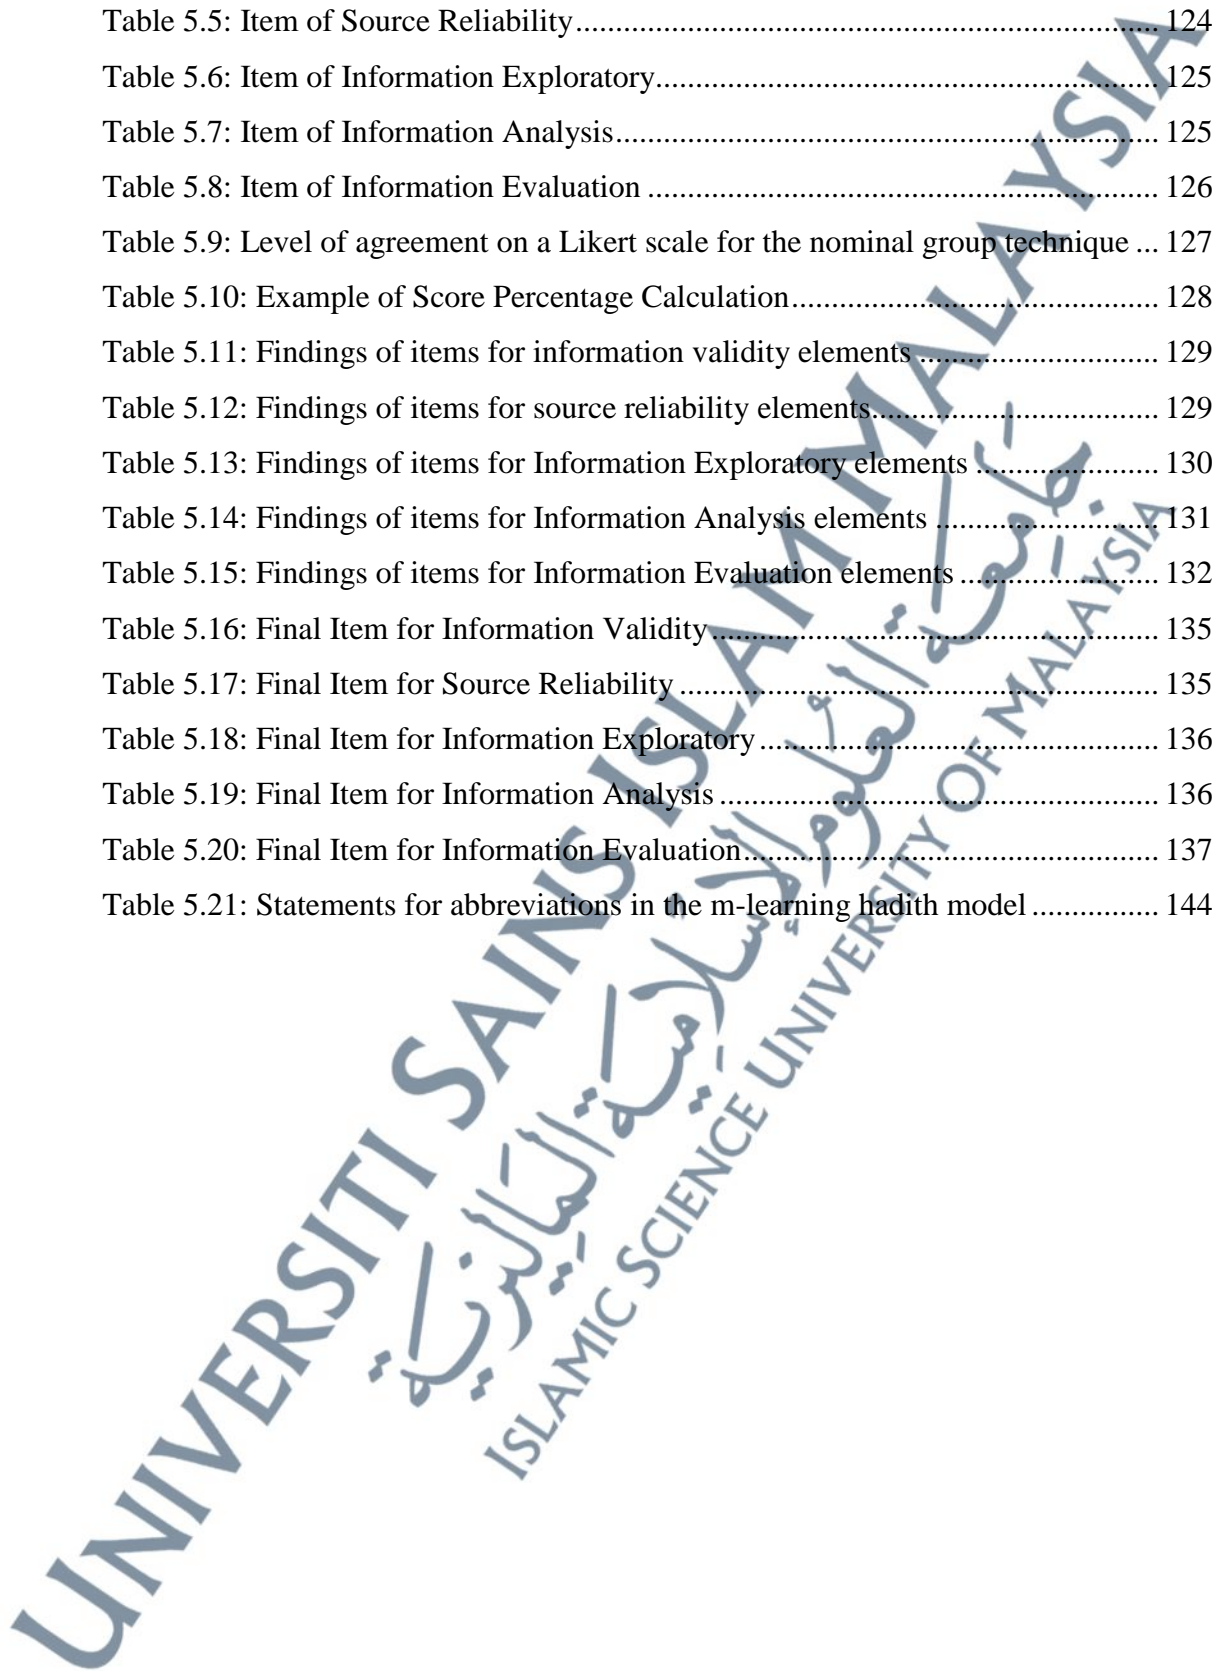 Table 5.5: Item of Source Reliability.......................................................................... 124
Table 5.6: Item of Information Exploratory................................................................ 125
Table 5.7: Item of Information Analysis..................................................................... 125
Table 5.8: Item of Information Evaluation ................................................................. 126
Table 5.9: Level of agreement on a Likert scale for the nominal group technique ... 127
Table 5.10: Example of Score Percentage Calculation............................................... 128
Table 5.11: Findings of items for information validity elements ............................... 129
Table 5.12: Findings of items for source reliability elements..................................... 129
Table 5.13: Findings of items for Information Exploratory elements ........................ 130
Table 5.14: Findings of items for Information Analysis elements ............................. 131
Table 5.15: Findings of items for Information Evaluation elements .......................... 132
Table 5.16: Final Item for Information Validity.......................................................... 135
Table 5.17: Final Item for Source Reliability .............................................................. 135
Table 5.18: Final Item for Information Exploratory ................................................... 136
Table 5.19: Final Item for Information Analysis ........................................................ 136
Table 5.20: Final Item for Information Evaluation..................................................... 137
Table 5.21: Statements for abbreviations in the m-learning hadith model ................ 144
UNIVERSITI SAINS ISLAM MALAYSIA
جامعة العلوم الإسلامية الماليزية
ISLAMIC SCIENCE UNIVERSITY OF MALAYSIA